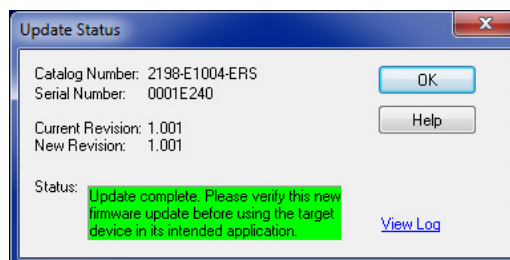 Update Status
Catalog Number: 2198-E1004-ERS
Serial Number: 0001E240
Current Revision: 1.001
New Revision: 1.001
Status: Update complete. Please verify this new
firmware update before using the target
device in its intended application.
OK
Help
View Log